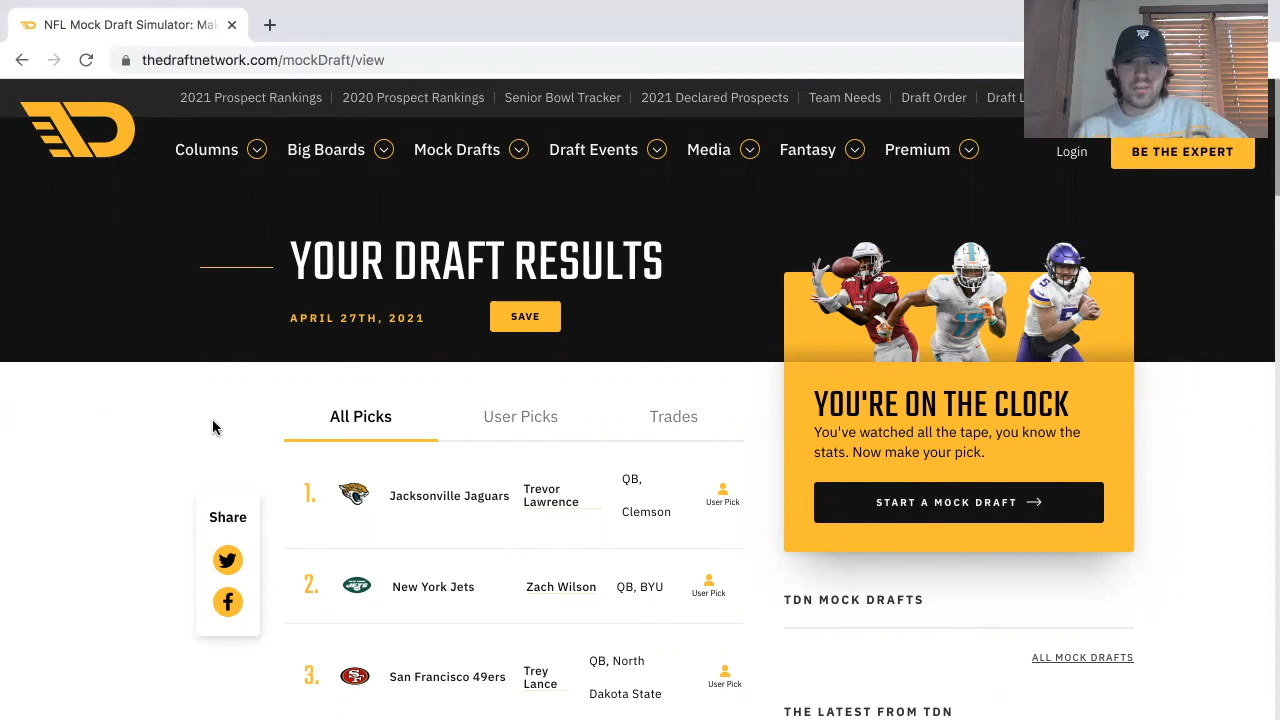 NFL Mock Draft Simulator: Ma
thedraftnetwork.com/mockDraft/view
2021 Prospect Rankings
2020 Prospect Rankings
enior Bowl Tracker
2021 Declared Prospects
Team Needs
Draft Order
Draft L
Columns
Big Boards
Mock Drafts
Draft Events
Media
Fantasy
Premium
Login
BE THE EXPERT
YOUR DRAFT RESULTS
APRIL 27TH, 2021
SAVE
YOU'RE ON THE CLOCK
You've watched all the tape, you know the
stats. Now make your pick.
START A MOCK DRAFT
All Picks
User Picks
Trades
Share
1.
Jacksonville Jaguars
Trevor
Lawrence
QB,
Clemson
User Pick
2.
JETS
New York Jets
Zach Wilson
QB, BYU
User Pick
3.
SF
San Francisco 49ers
Trey
Lance
QB, North
Dakota State
User Pick
TDN MOCK DRAFTS
ALL MOCK DRAFTS
THE LATEST FROM TDN